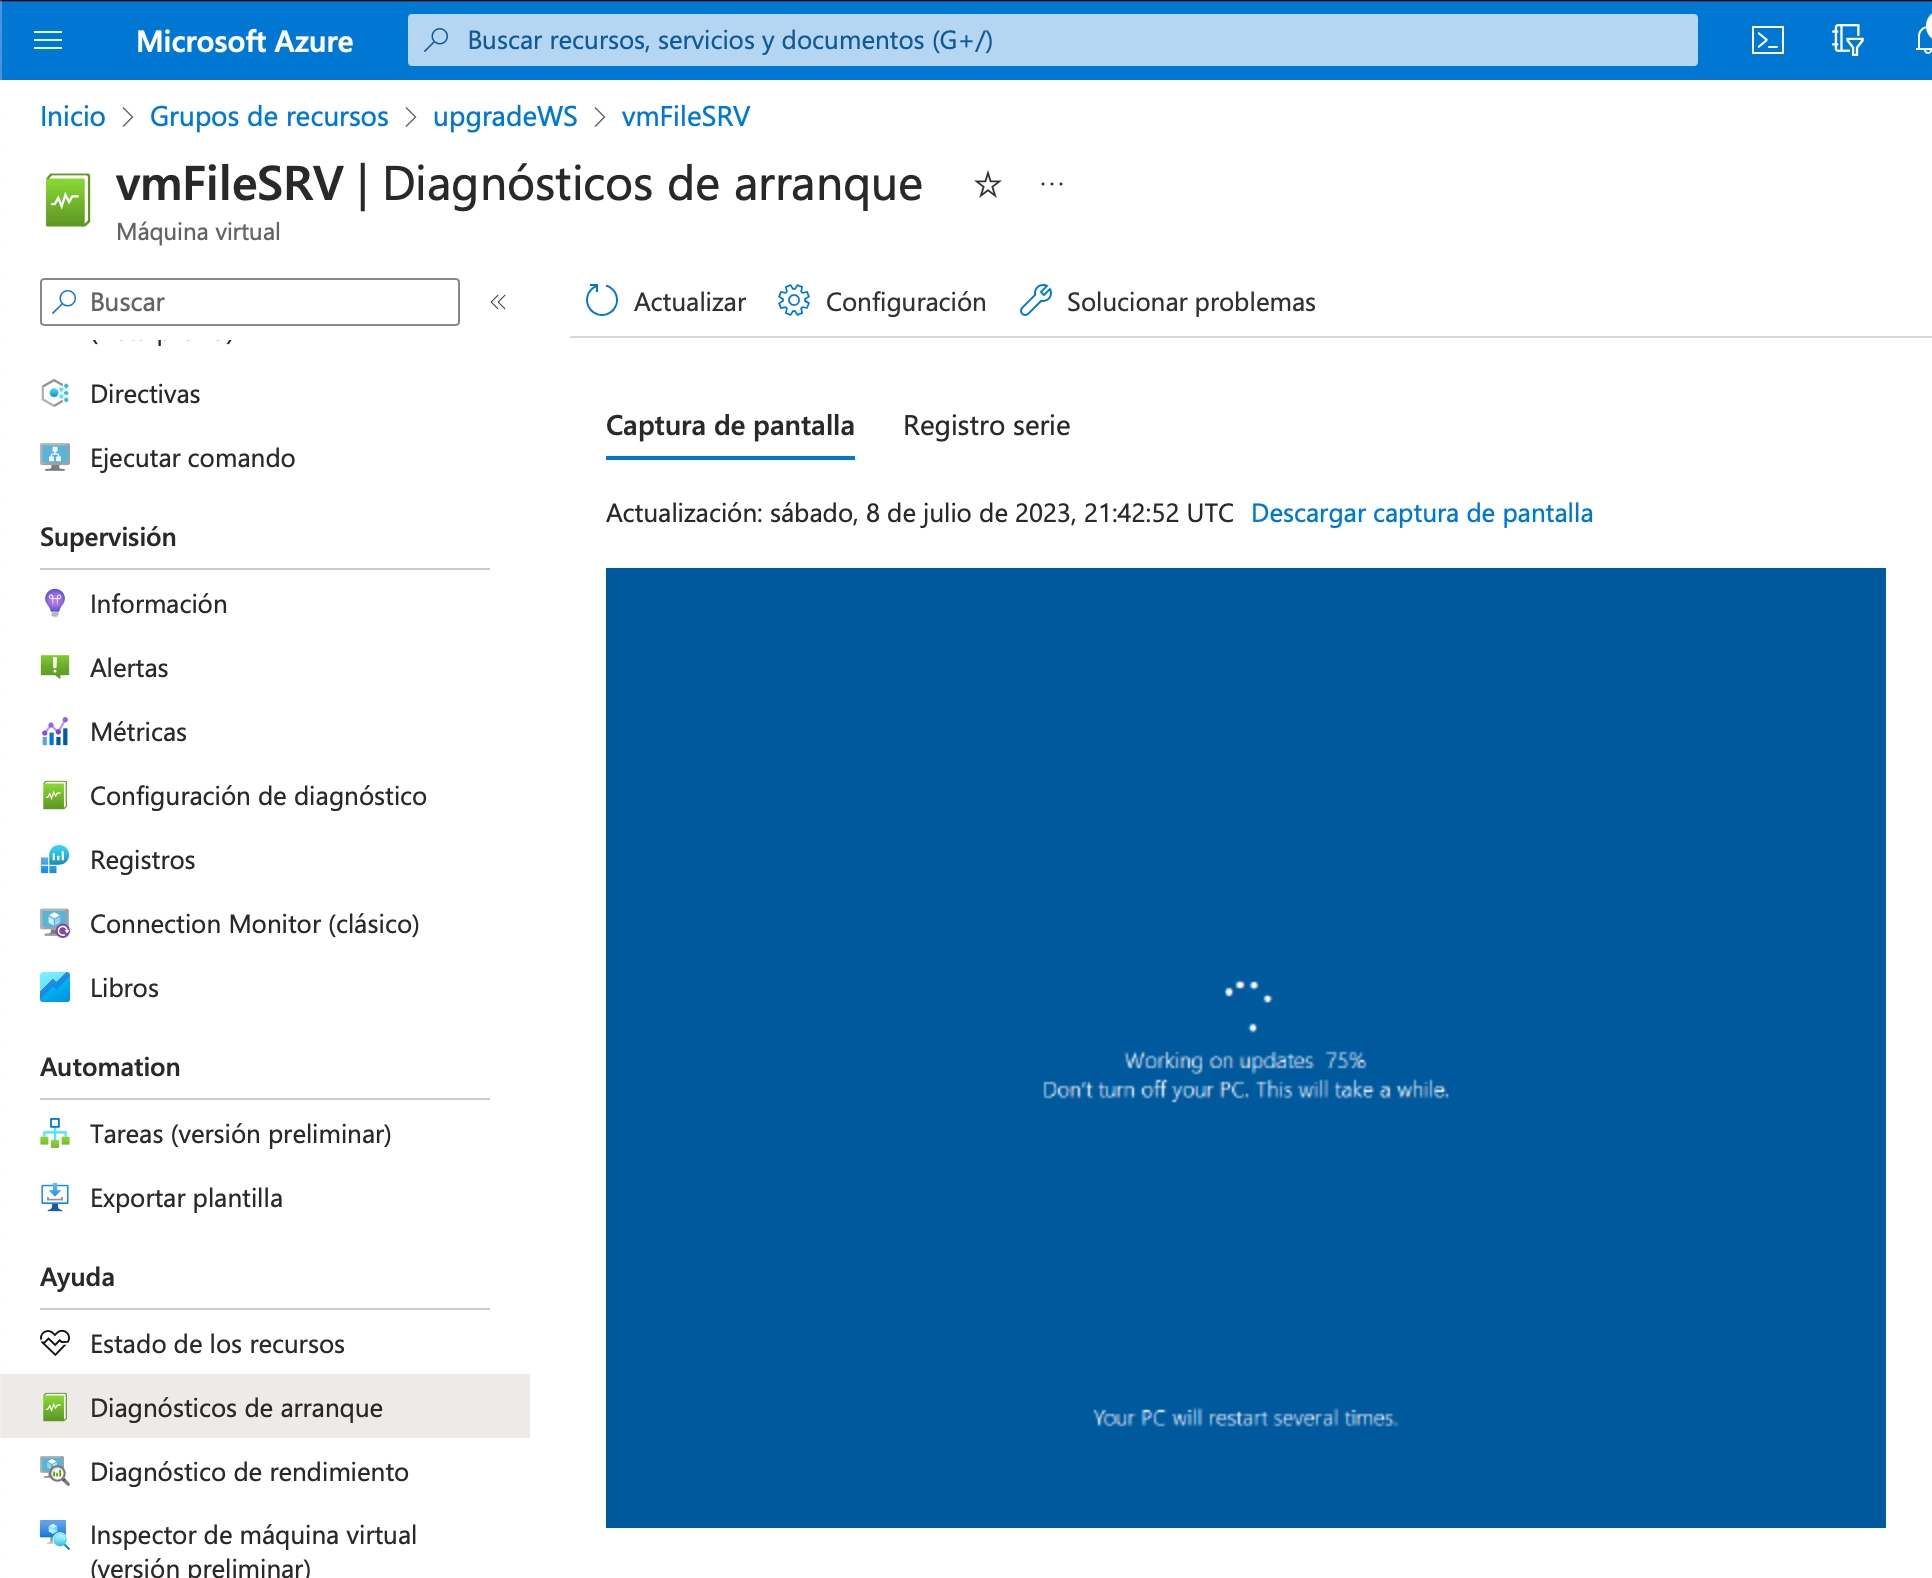 Microsoft Azure
Buscar recursos, servicios y documentos (G+/)
Inicio > Grupos de recursos > upgradeWS > vmFileSRV
vmFileSRV | Diagnósticos de arranque
Máquina virtual
Buscar
Actualizar
Configuración
Solucionar problemas
Directivas
Ejecutar comando
Supervisión
Información
Alertas
Métricas
Configuración de diagnóstico
Registros
Connection Monitor (clásico)
Libros
Automation
Tareas (versión preliminar)
Exportar plantilla
Ayuda
Estado de los recursos
Diagnósticos de arranque
Diagnóstico de rendimiento
Inspector de máquina virtual
(versión preliminar)
Captura de pantalla
Registro serie
Actualización: sábado, 8 de julio de 2023, 21:42:52 UTC Descargar captura de pantalla
Working on updates 75%
Don't turn off your PC. This will take a while.
Your PC will restart several times.